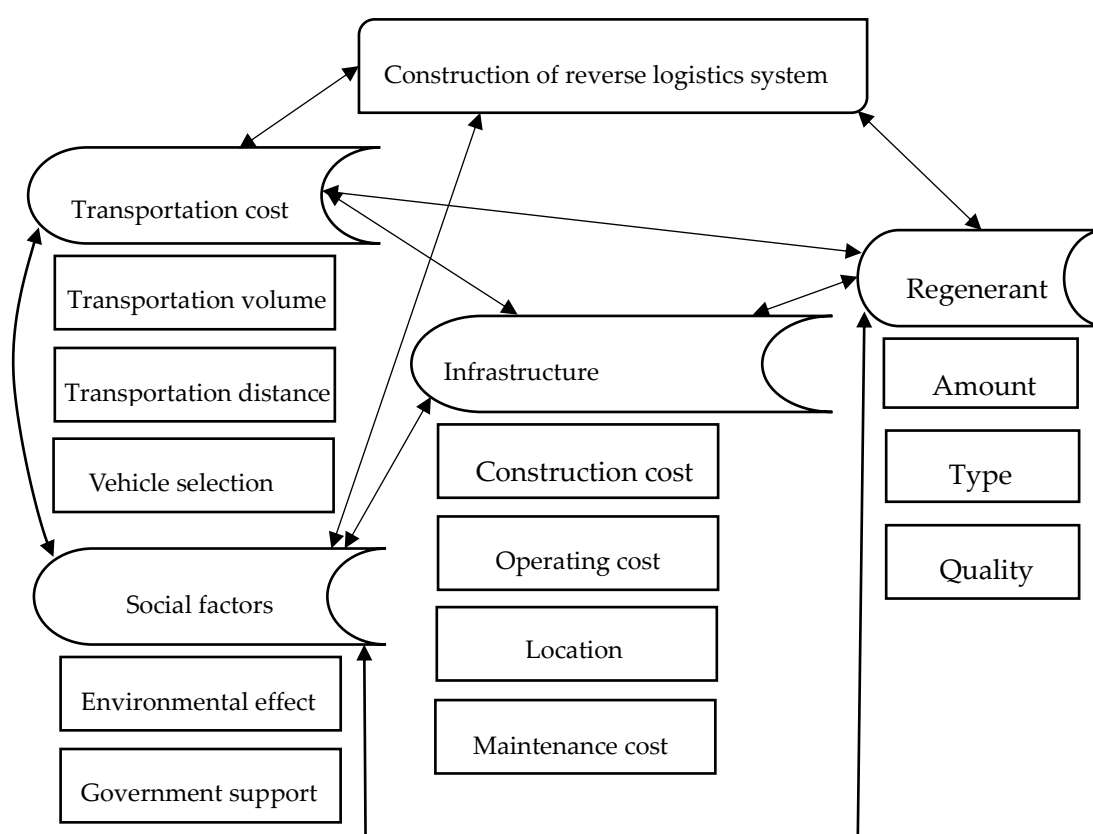 Construction of reverse logistics system
Transportation cost
Transportation volume
Transportation distance
Vehicle selection
Social factors
Environmental effect
Government support
Infrastructure
Construction cost
Operating cost
Location
Maintenance cost
Regenerant
Amount
Type
Quality